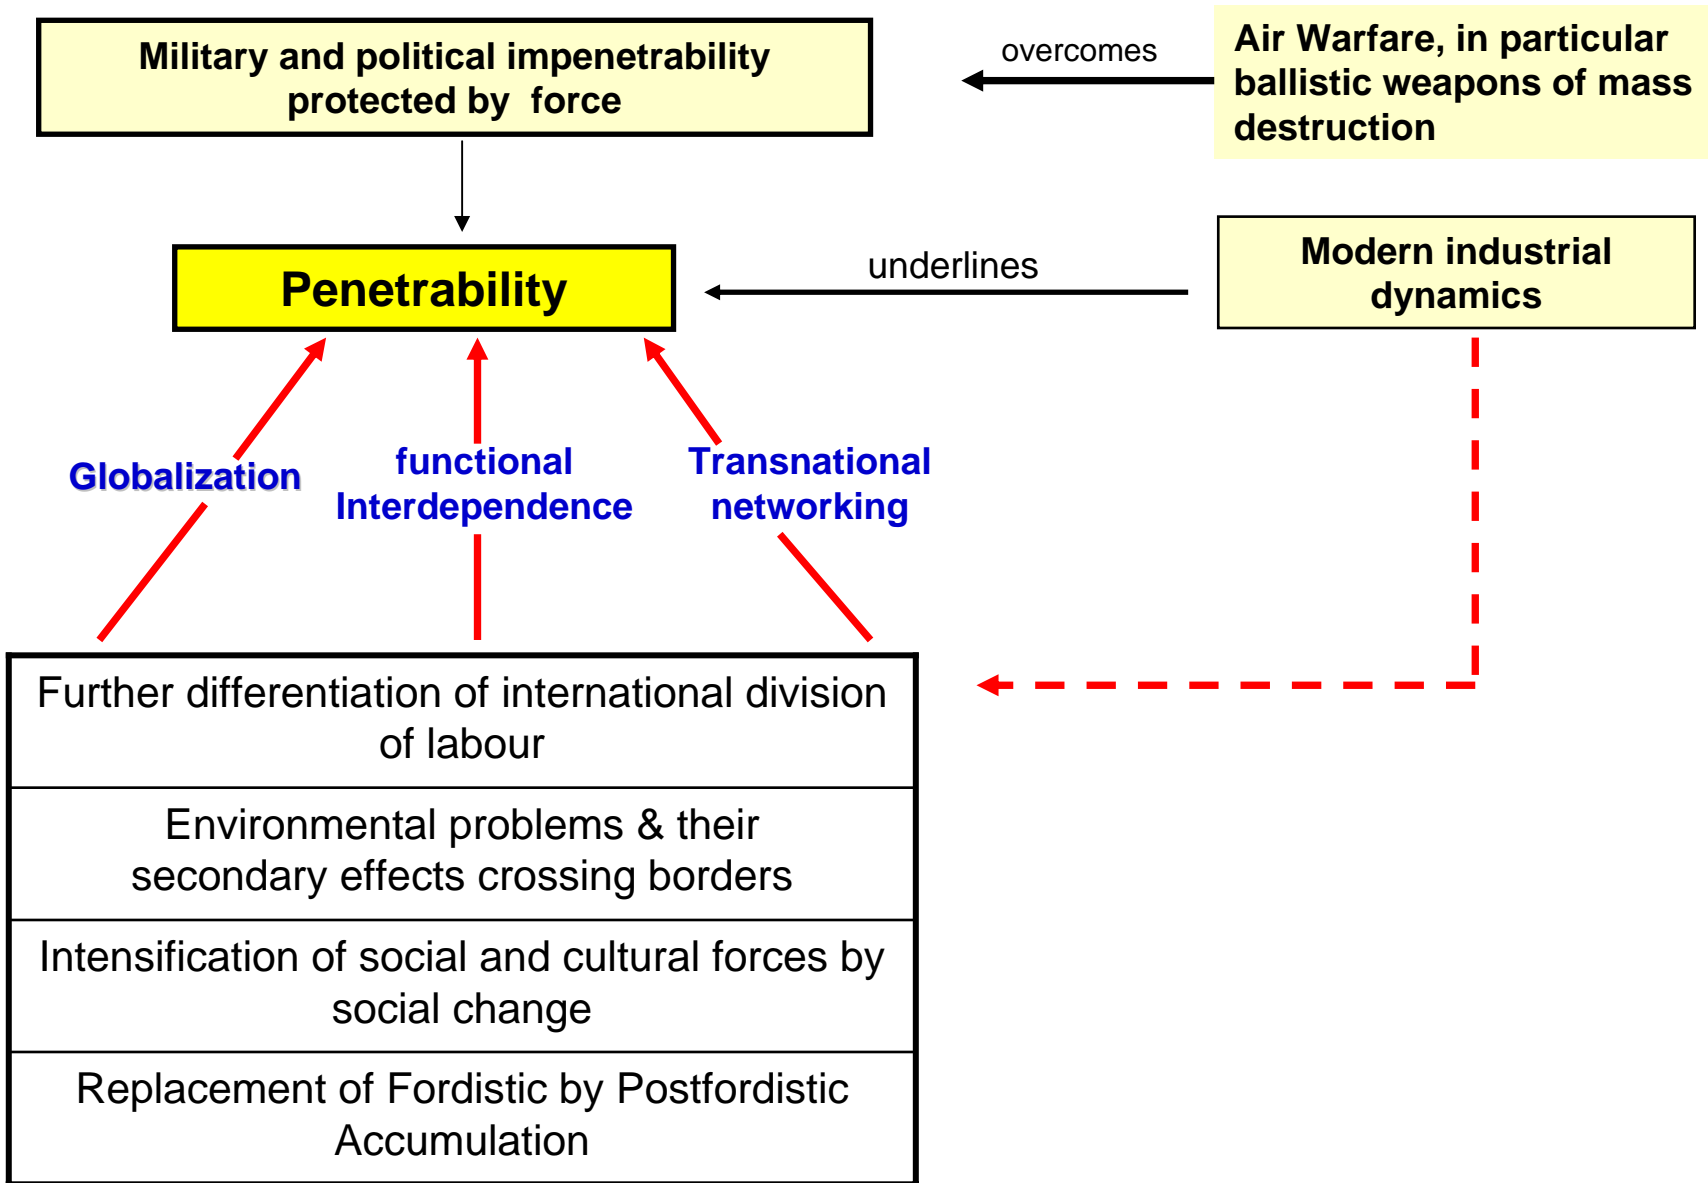 Military and political impenetrability
protected by force
overcomes
Air Warfare, in particular
ballistic weapons of mass
destruction
Penetrability
underlines
Modern industrial
dynamics
Globalization
functional
Interdependence
Transnational
networking
Further differentiation of international division
of labour
Environmental problems & their
secondary effects crossing borders
Intensification of social and cultural forces by
social change
Replacement of Fordistic by Postfordistic
Accumulation